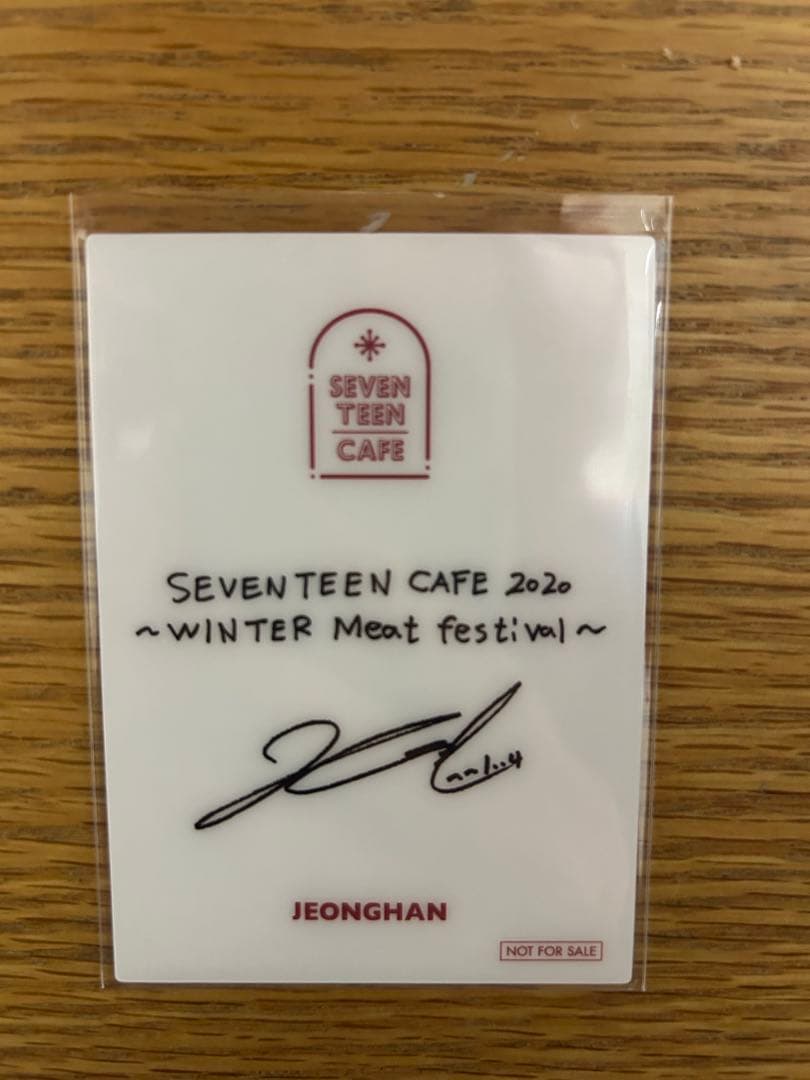 SEVEN
TEEN
CAFE
SEVENTEEN CAFE 2020
~WINTER Meat festival~
JEONGHAN
NOT FOR SALE